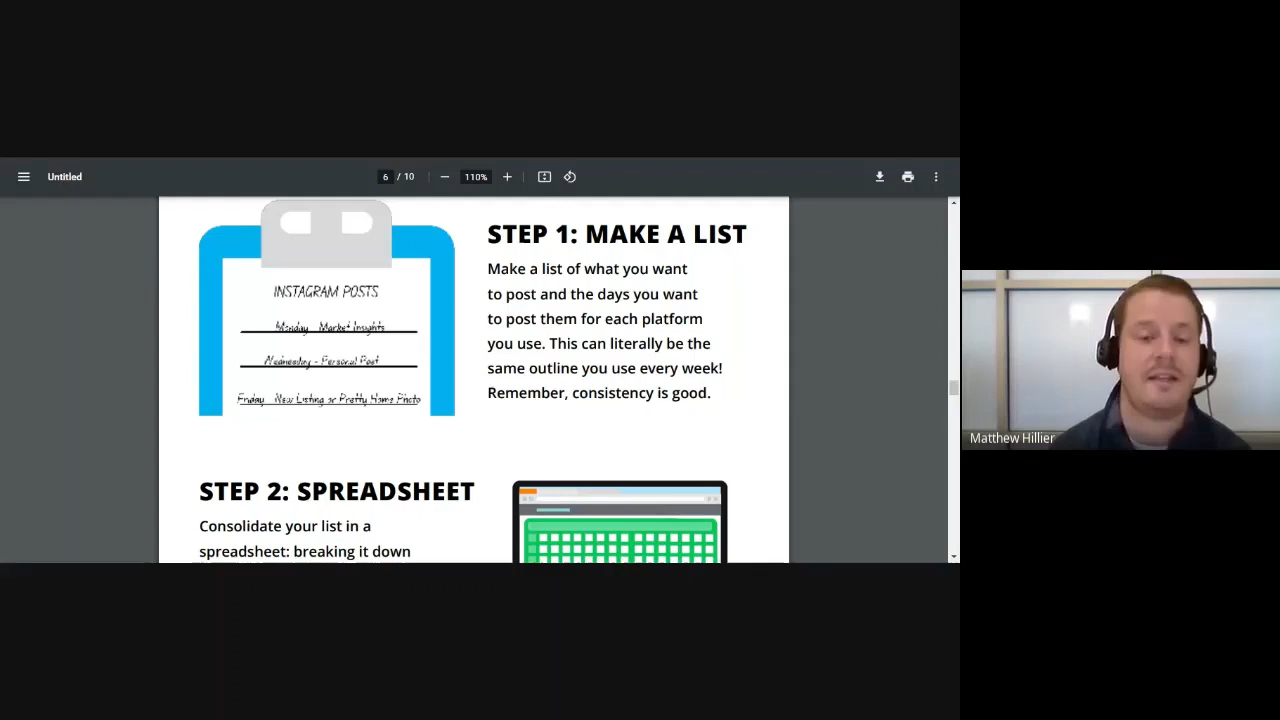 Untitled
6 / 10
110%
INSTAGRAM POSTS
Monday - Market Insights
Wednesday - Personal Post
Friday - New Listing or Pretty Home Photo
STEP 1: MAKE A LIST
Make a list of what you want
to post and the days you want
to post them for each platform
you use. This can literally be the
same outline you use every week!
Remember, consistency is good.
STEP 2: SPREADSHEET
Consolidate your list in a
spreadsheet: breaking it down
Matthew Hillier